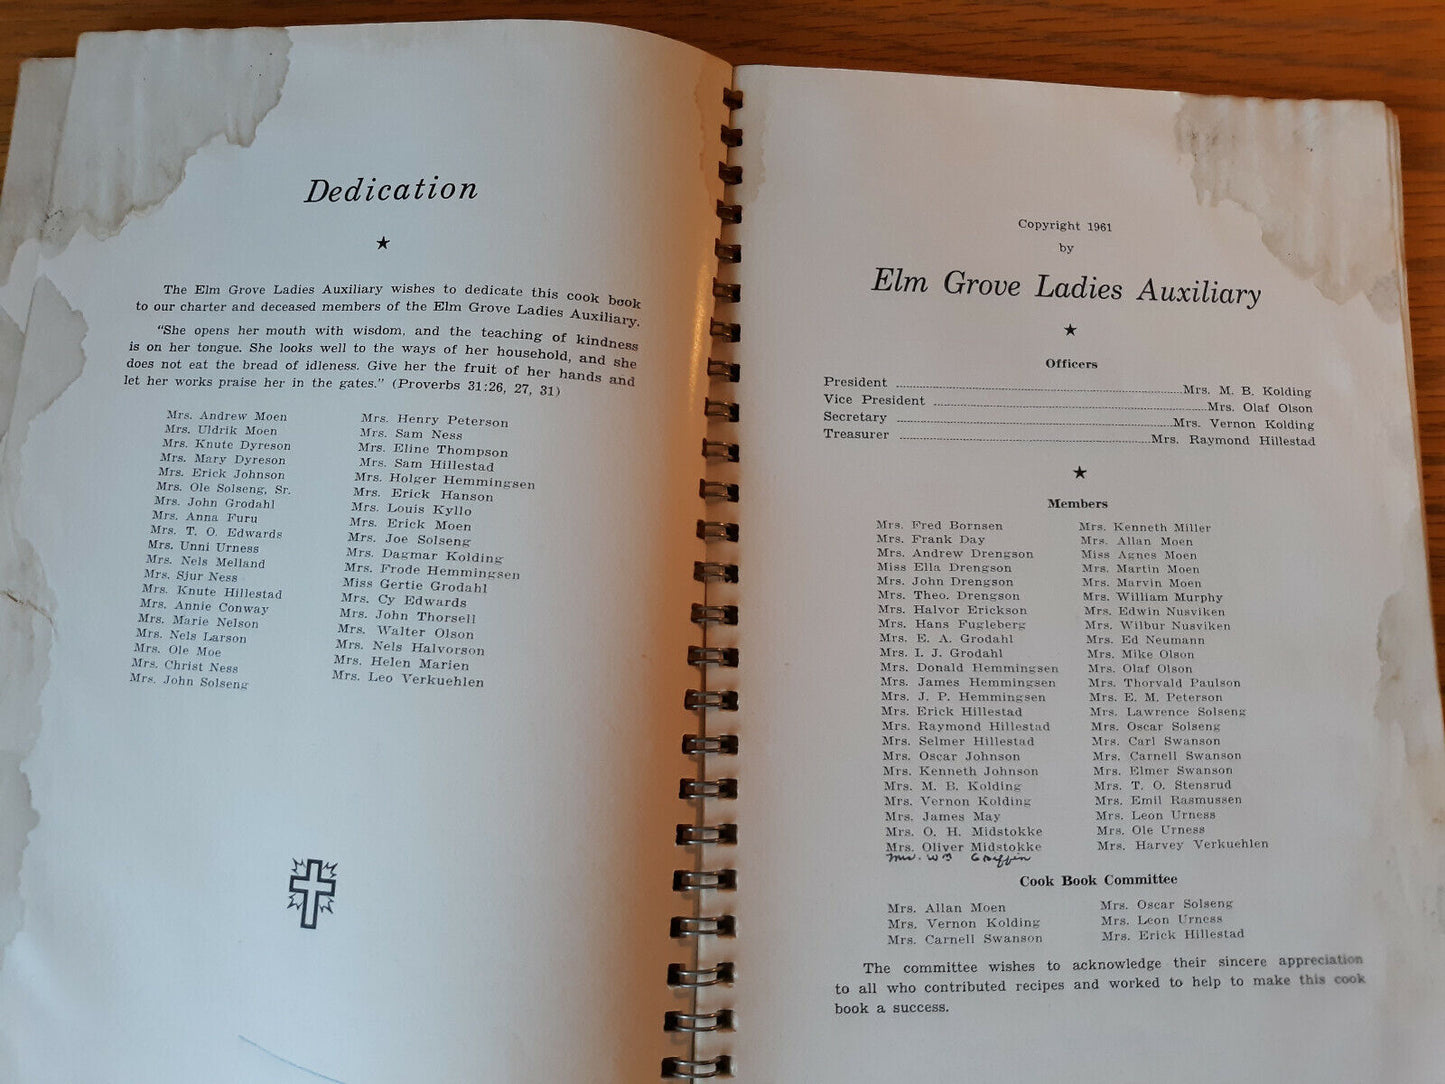 Dedication
★
The Elm Grove Ladies Auxiliary wishes to dedicate this cook book
to our charter and deceased members of the Elm Grove Ladies Auxiliary.
"She opens her mouth with wisdom, and the teaching of kindness
is on her tongue. She looks well to the ways of her household, and she
does not eat the bread of idleness. Give her the fruit of her hands and
let her works praise her in the gates." (Proverbs 31:26, 27, 31)
Mrs. Andrew Moen
Mrs. Uldrik Moen
Mrs. Knute Dyreson
Mrs. Mary Dyreson
Mrs. Erick Johnson
Mrs. Ole Solseng, Sr.
Mrs. John Grodahl
Mrs. Anna Furu
Mrs. T. O. Edwards
Mrs. Unni Urness
Mrs. Nels Melland
Mrs. Sjur Ness
Mrs. Knute Hillestad
Mrs. Annie Conway
Mrs. Marie Nelson
Mrs. Nels Larson
Mrs. Ole Moe
Mrs. Christ Ness
Mrs. John Solseng
Mrs. Henry Peterson
Mrs. Sam Ness
Mrs. Eline Thompson
Mrs. Sam Hillestad
Mrs. Holger Hemmingsen
Mrs. Erick Hanson
Mrs. Louis Kyllo
Mrs. Erick Moen
Mrs. Joe Solseng
Mrs. Dagmar Kolding
Mrs. Frode Hemmingsen
Miss Gertie Grodahl
Mrs. Cy Edwards
Mrs. John Thorsell
Mrs. Walter Olson
Mrs. Nels Halvorson
Mrs. Helen Marien
Mrs. Leo Verkuehlen
Copyright 1961
by
Elm Grove Ladies Auxiliary
★
Officers
President ........ Mrs. M. B. Kolding
Vice President ........ Mrs. Olaf Olson
Secretary ........ Mrs. Vernon Kolding
Treasurer ........ Mrs. Raymond Hillestad
★
Members
Mrs. Fred Bornsen
Mrs. Frank Day
Mrs. Andrew Drengson
Miss Ella Drengson
Mrs. John Drengson
Mrs. Theo. Drengson
Mrs. Halvor Erickson
Mrs. Hans Fugleberg
Mrs. E. A. Grodahl
Mrs. I. J. Grodahl
Mrs. Donald Hemmingsen
Mrs. James Hemmingsen
Mrs. J. P. Hemmingsen
Mrs. Erick Hillestad
Mrs. Raymond Hillestad
Mrs. Selmer Hillestad
Mrs. Oscar Johnson
Mrs. Kenneth Johnson
Mrs. M. B. Kolding
Mrs. Vernon Kolding
Mrs. James May
Mrs. O. H. Midstokke
Mrs. Oliver Midstokke
Mrs. Wm Griffin
Mrs. Kenneth Miller
Mrs. Allan Moen
Miss Agnes Moen
Mrs. Martin Moen
Mrs. Marvin Moen
Mrs. William Murphy
Mrs. Edwin Nusviken
Mrs. Wilbur Nusviken
Mrs. Ed Neumann
Mrs. Mike Olson
Mrs. Olaf Olson
Mrs. Thorvald Paulson
Mrs. E. M. Peterson
Mrs. Lawrence Solseng
Mrs. Oscar Solseng
Mrs. Carl Swanson
Mrs. Carnell Swanson
Mrs. Elmer Swanson
Mrs. T. O. Stensrud
Mrs. Emil Rasmussen
Mrs. Leon Urness
Mrs. Ole Urness
Mrs. Harvey Verkuehlen
Cook Book Committee
Mrs. Allan Moen
Mrs. Vernon Kolding
Mrs. Carnell Swanson
Mrs. Oscar Solseng
Mrs. Leon Urness
Mrs. Erick Hillestad
The committee wishes to acknowledge their sincere appreciation
to all who contributed recipes and worked to help to make this cook
book a success.